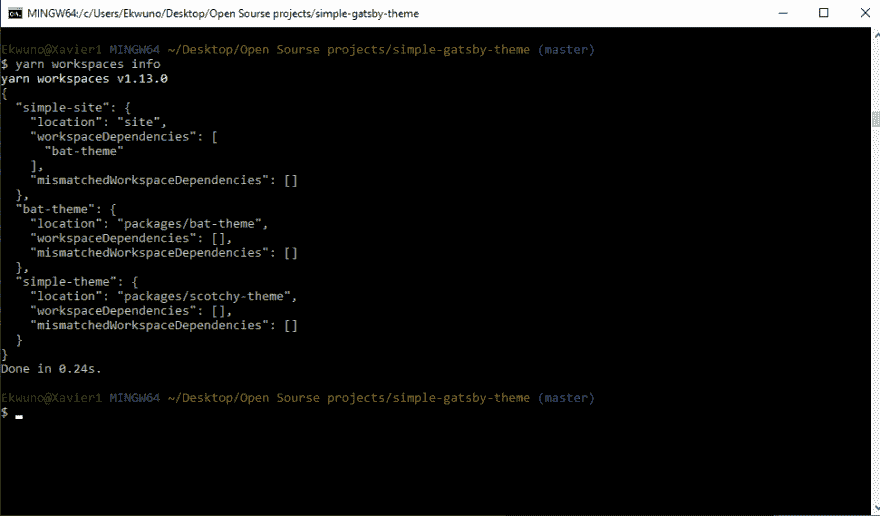 MINGW64:/c/Users/Ekwuno/Desktop/Open Sourse projects/simple-gatsby-theme
Ekwuno@Xavier1 MINGW64 ~/Desktop/Open Sourse projects/simple-gatsby-theme (master)
$ yarn workspaces info
yarn workspaces v1.13.0
{
  "simple-site": {
    "location": "site",
    "workspaceDependencies": [
      "bat-theme"
    ],
    "mismatchedWorkspaceDependencies": []
  },
  "bat-theme": {
    "location": "packages/bat-theme",
    "workspaceDependencies": [],
    "mismatchedWorkspaceDependencies": []
  },
  "simple-theme": {
    "location": "packages/scotchy-theme",
    "workspaceDependencies": [],
    "mismatchedWorkspaceDependencies": []
  }
}
Done in 0.24s.
Ekwuno@Xavier1 MINGW64 ~/Desktop/Open Sourse projects/simple-gatsby-theme (master)
$